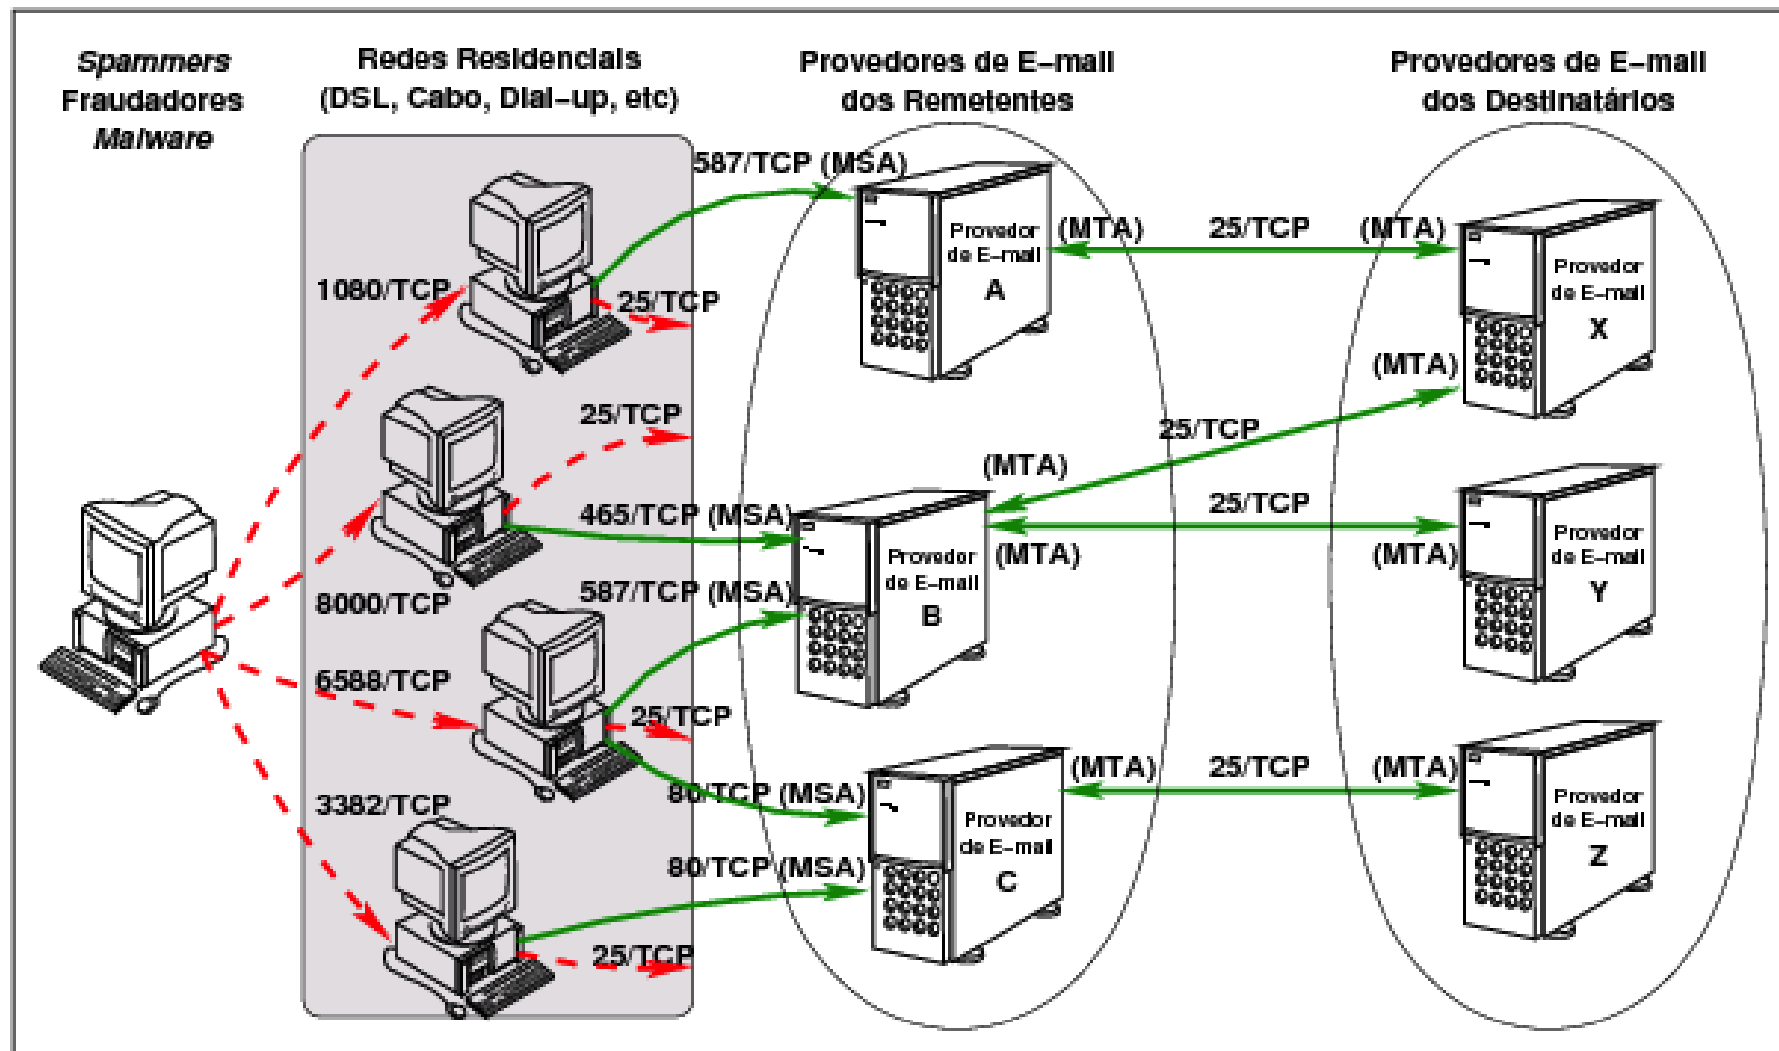 Spammers
Fraudadores
Malware
Redes Residenciais
(DSL, Cabo, Dial-up, etc)
Provedores de E-mail
dos Remetentes
Provedores de E-mail
dos Destinatários
587/TCP (MSA)
1080/TCP
25/TCP
Provedor
de E-mail
A
(MTA)
25/TCP
(MTA)
Provedor
de E-mail
X
(MTA)
25/TCP
25/TCP
(MTA)
465/TCP (MSA)
25/TCP
8000/TCP
587/TCP (MSA)
Provedor
de E-mail
B
(MTA)
(MTA)
Provedor
de E-mail
Y
6588/TCP
25/TCP
80/TCP (MSA)
(MTA)
25/TCP
(MTA)
3382/TCP
Provedor
de E-mail
C
Provedor
de E-mail
Z
80/TCP (MSA)
25/TCP